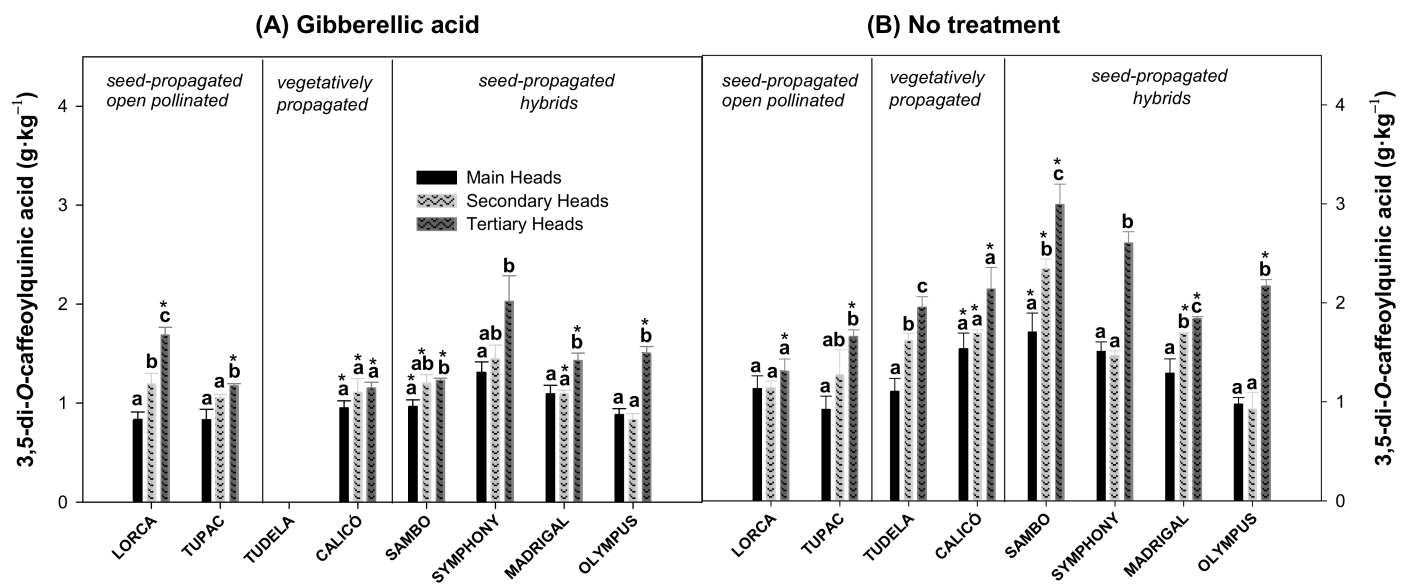 (A) Gibberellic acid
(B) No treatment
3,5-di-O-caffeoylquinic acid (g·kg⁻¹)
4
3
2
1
0
seed-propagated
open pollinated
vegetatively
propagated
seed-propagated
hybrids
Main Heads
Secondary Heads
Tertiary Heads
a
b
*
c
a
a
*
b
*
a
*
a
*
a
*
a
*
ab
*
b
a
ab
b
a
*
a
*
b
a
a
*
b
LORCA
TUPAC
TUDELA
CALICÓ
SAMBO
SYMPHONY
MADRIGAL
OLYMPUS
seed-propagated
open pollinated
vegetatively
propagated
seed-propagated
hybrids
a
a
*
a
a
ab
*
b
a
b
c
*
a
*
a
*
a
*
a
*
b
*
c
a
a
b
a
*
b
*
c
a
a
*
b
LORCA
TUPAC
TUDELA
CALICÓ
SAMBO
SYMPHONY
MADRIGAL
OLYMPUS
4
3
2
1
0
3,5-di-O-caffeoylquinic acid (g·kg⁻¹)